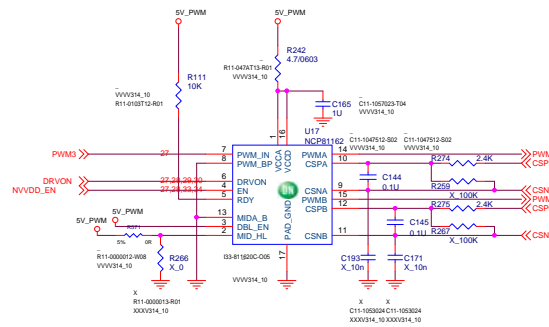 5V_PWM
5V_PWM
R242
4.7/0603
R11-047AT13-R01
VVVV314_10
R111
10K
VVVV314_10
R11-0103T12-R01
C165
1U
C11-1057023-T04
VVVV314_10
1
16
VCCA
VCCD
U17
NCP81162
C11-1047512-S02
VVVV314_10
C11-1047512-S02
VVVV314_10
PWM3
27
7
PWM_IN
8
PWM_BP
DRVON
27,28,29,30
6
DRVON
NVVDD_EN
27,28,33,34
4
EN
5
RDY
13
MIDA_B
3
DBL_EN
2
MID_HL
PWMA
14
CSPA
10
CSNA
9
PWMB
15
CSPB
12
CSNB
11
PAD_GND
17
ON
R274
2.4K
R259
X_100K
R275
2.4K
R267
X_100K
C144
0.1U
C145
0.1U
C193
X_10n
C171
X_10n
PWM
CSP
CSN
PWM
CSP
CSN
5V_PWM
5V_PWM
5%
0R
R11-0000012-W08
VVVV314_10
R266
X_0
X
R11-0000013-R01
XXXV314_10
VVVV314_10
X
C11-1053024
XXXV314_10
X
C11-1053024
XXXV314_10